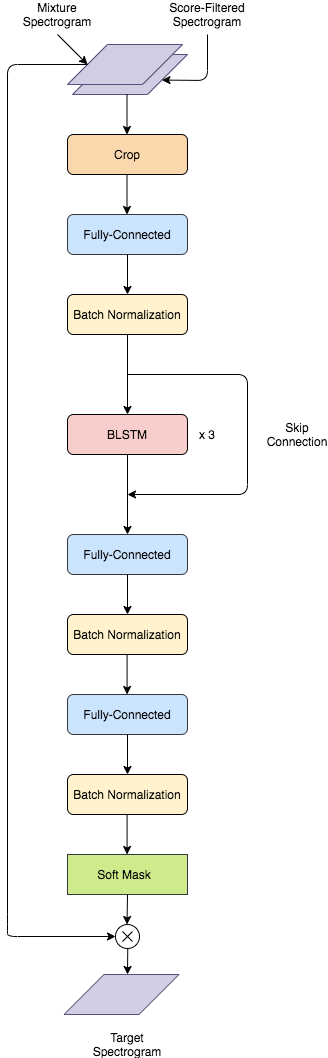 Mixture
Spectrogram
Score-Filtered
Spectrogram
Crop
Fully-Connected
Batch Normalization
BLSTM
x 3
Skip
Connection
Fully-Connected
Batch Normalization
Fully-Connected
Batch Normalization
Soft Mask
Target
Spectrogram